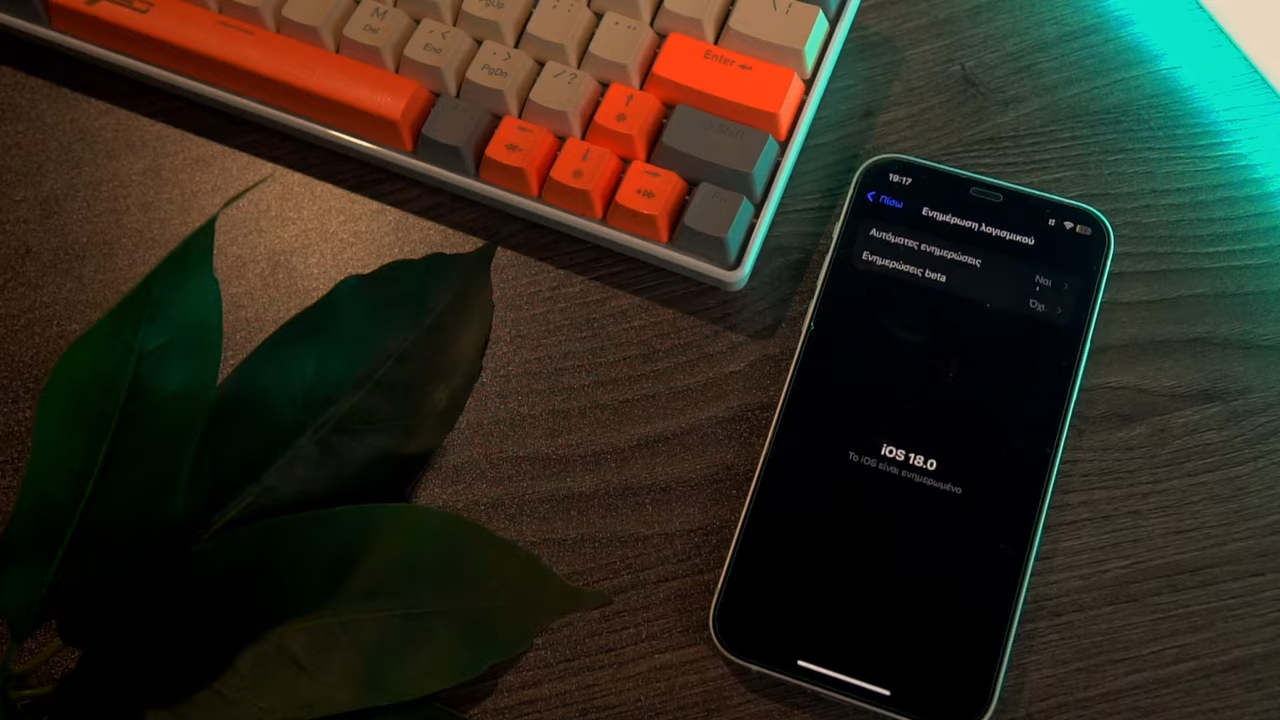 PgUp
\ |
M
Del
< ,
End
> .
PgDn
/ ?
Enter
Shift
19:17
Πίσω
Ενημέρωση λογισμικού
Αυτόματες ενημερώσεις
Ναι
Ενημερώσεις beta
Όχι
iOS 18.0
Το iOS είναι ενημερωμένο